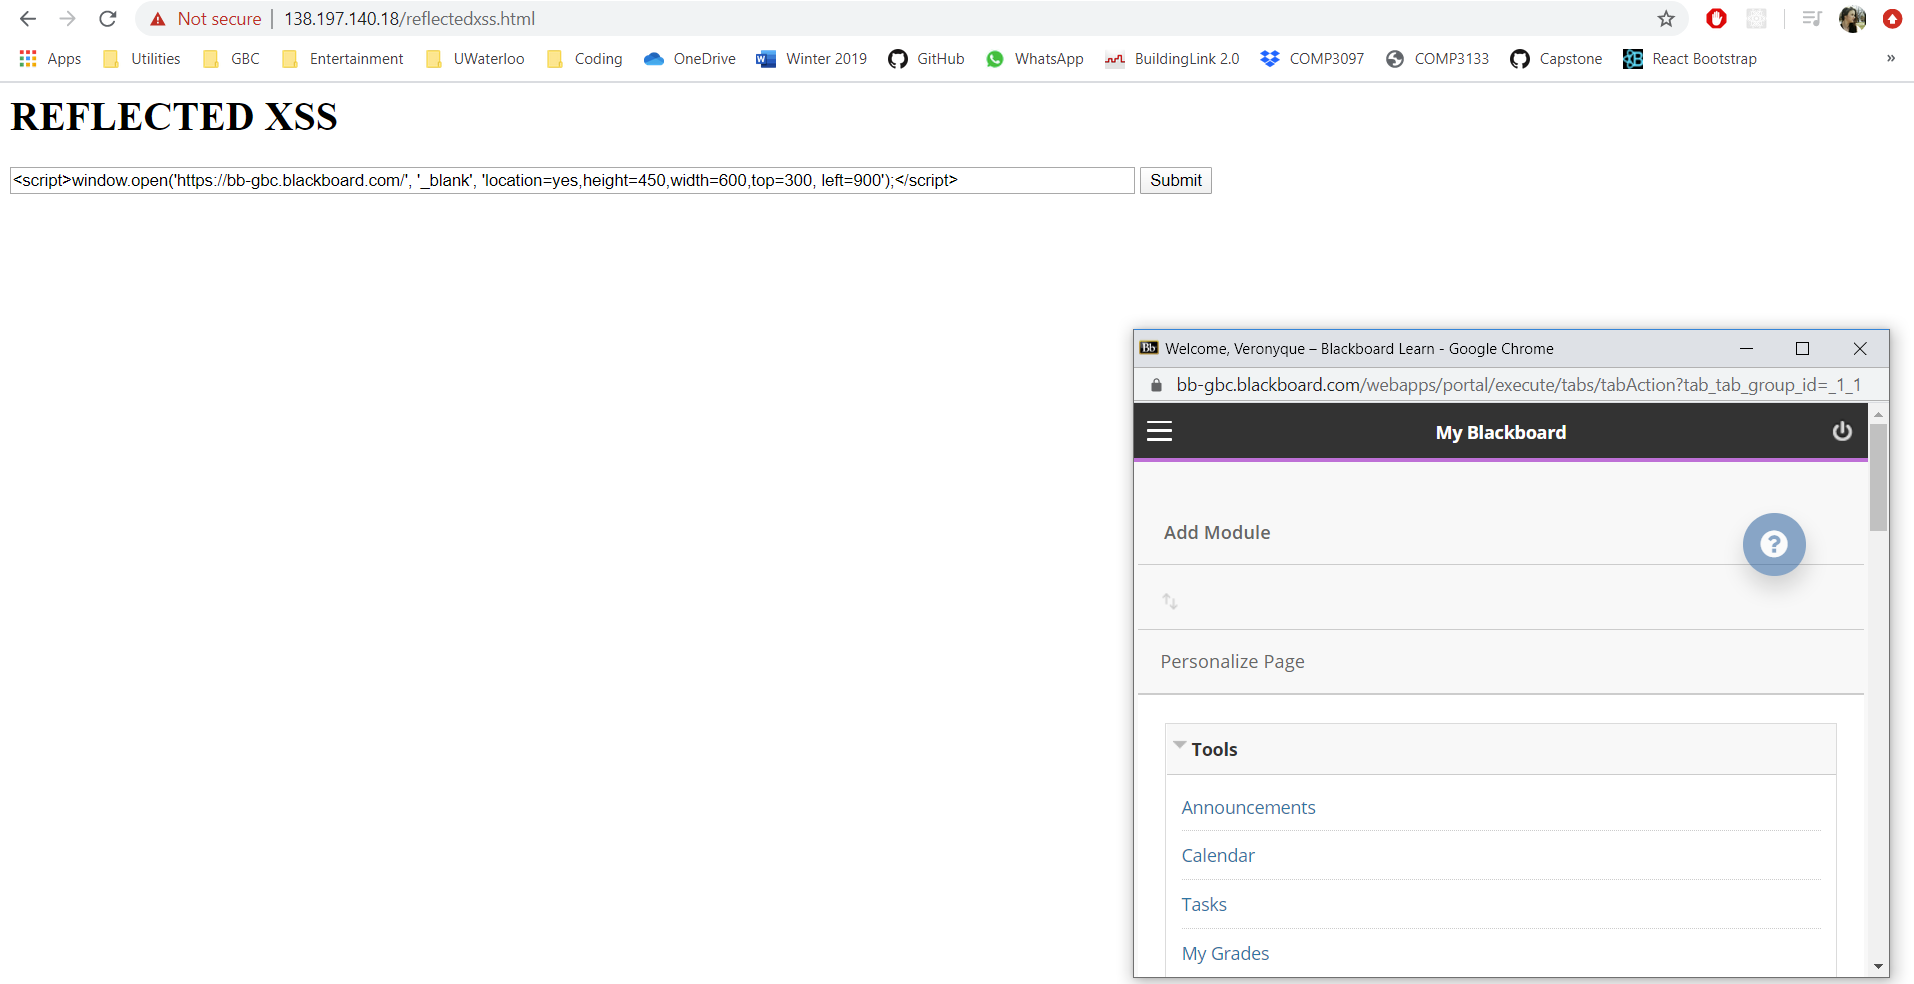 Not secure | 138.197.140.18/reflectedxss.html
Apps Utilities GBC Entertainment UWaterloo Coding OneDrive Winter 2019 GitHub WhatsApp BuildingLink 2.0 COMP3097 COMP3133 Capstone React Bootstrap »
REFLECTED XSS
<script>window.open('https://bb-gbc.blackboard.com/', '_blank', 'location=yes,height=450,width=600,top=300, left=900');</script> Submit
Bb Welcome, Veronyque – Blackboard Learn - Google Chrome
bb-gbc.blackboard.com/webapps/portal/execute/tabs/tabAction?tab_tab_group_id=_1_1
My Blackboard
Add Module
?
Personalize Page
Tools
Announcements
Calendar
Tasks
My Grades